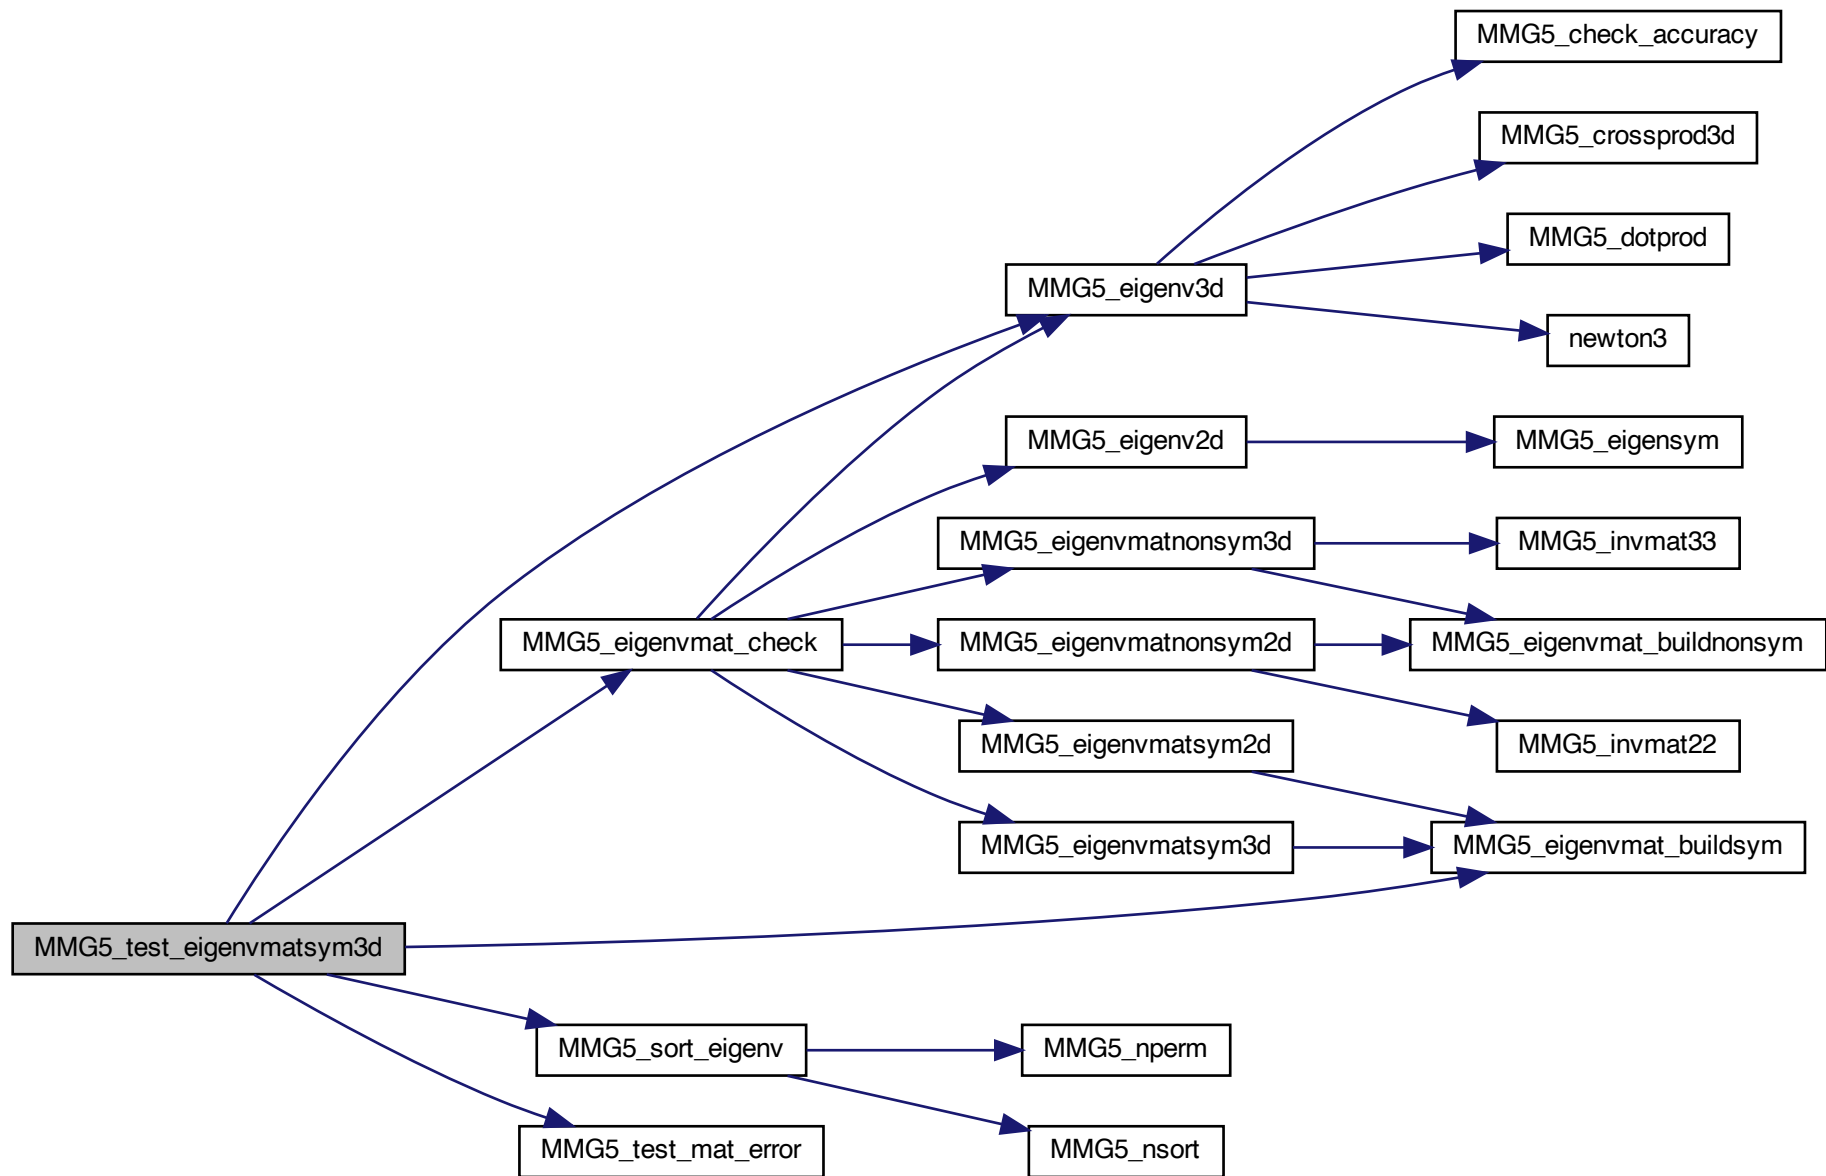 MMG5_check_accuracy
MMG5_crossprod3d
MMG5_dotprod
MMG5_eigenv3d
newton3
MMG5_eigenv2d
MMG5_eigensym
MMG5_eigenvmatnonsym3d
MMG5_invmat33
MMG5_eigenvmat_check
MMG5_eigenvmatnonsym2d
MMG5_eigenvmat_buildnonsym
MMG5_eigenvmatsym2d
MMG5_invmat22
MMG5_eigenvmatsym3d
MMG5_eigenvmat_buildsym
MMG5_test_eigenvmatsym3d
MMG5_sort_eigenv
MMG5_nperm
MMG5_test_mat_error
MMG5_nsort